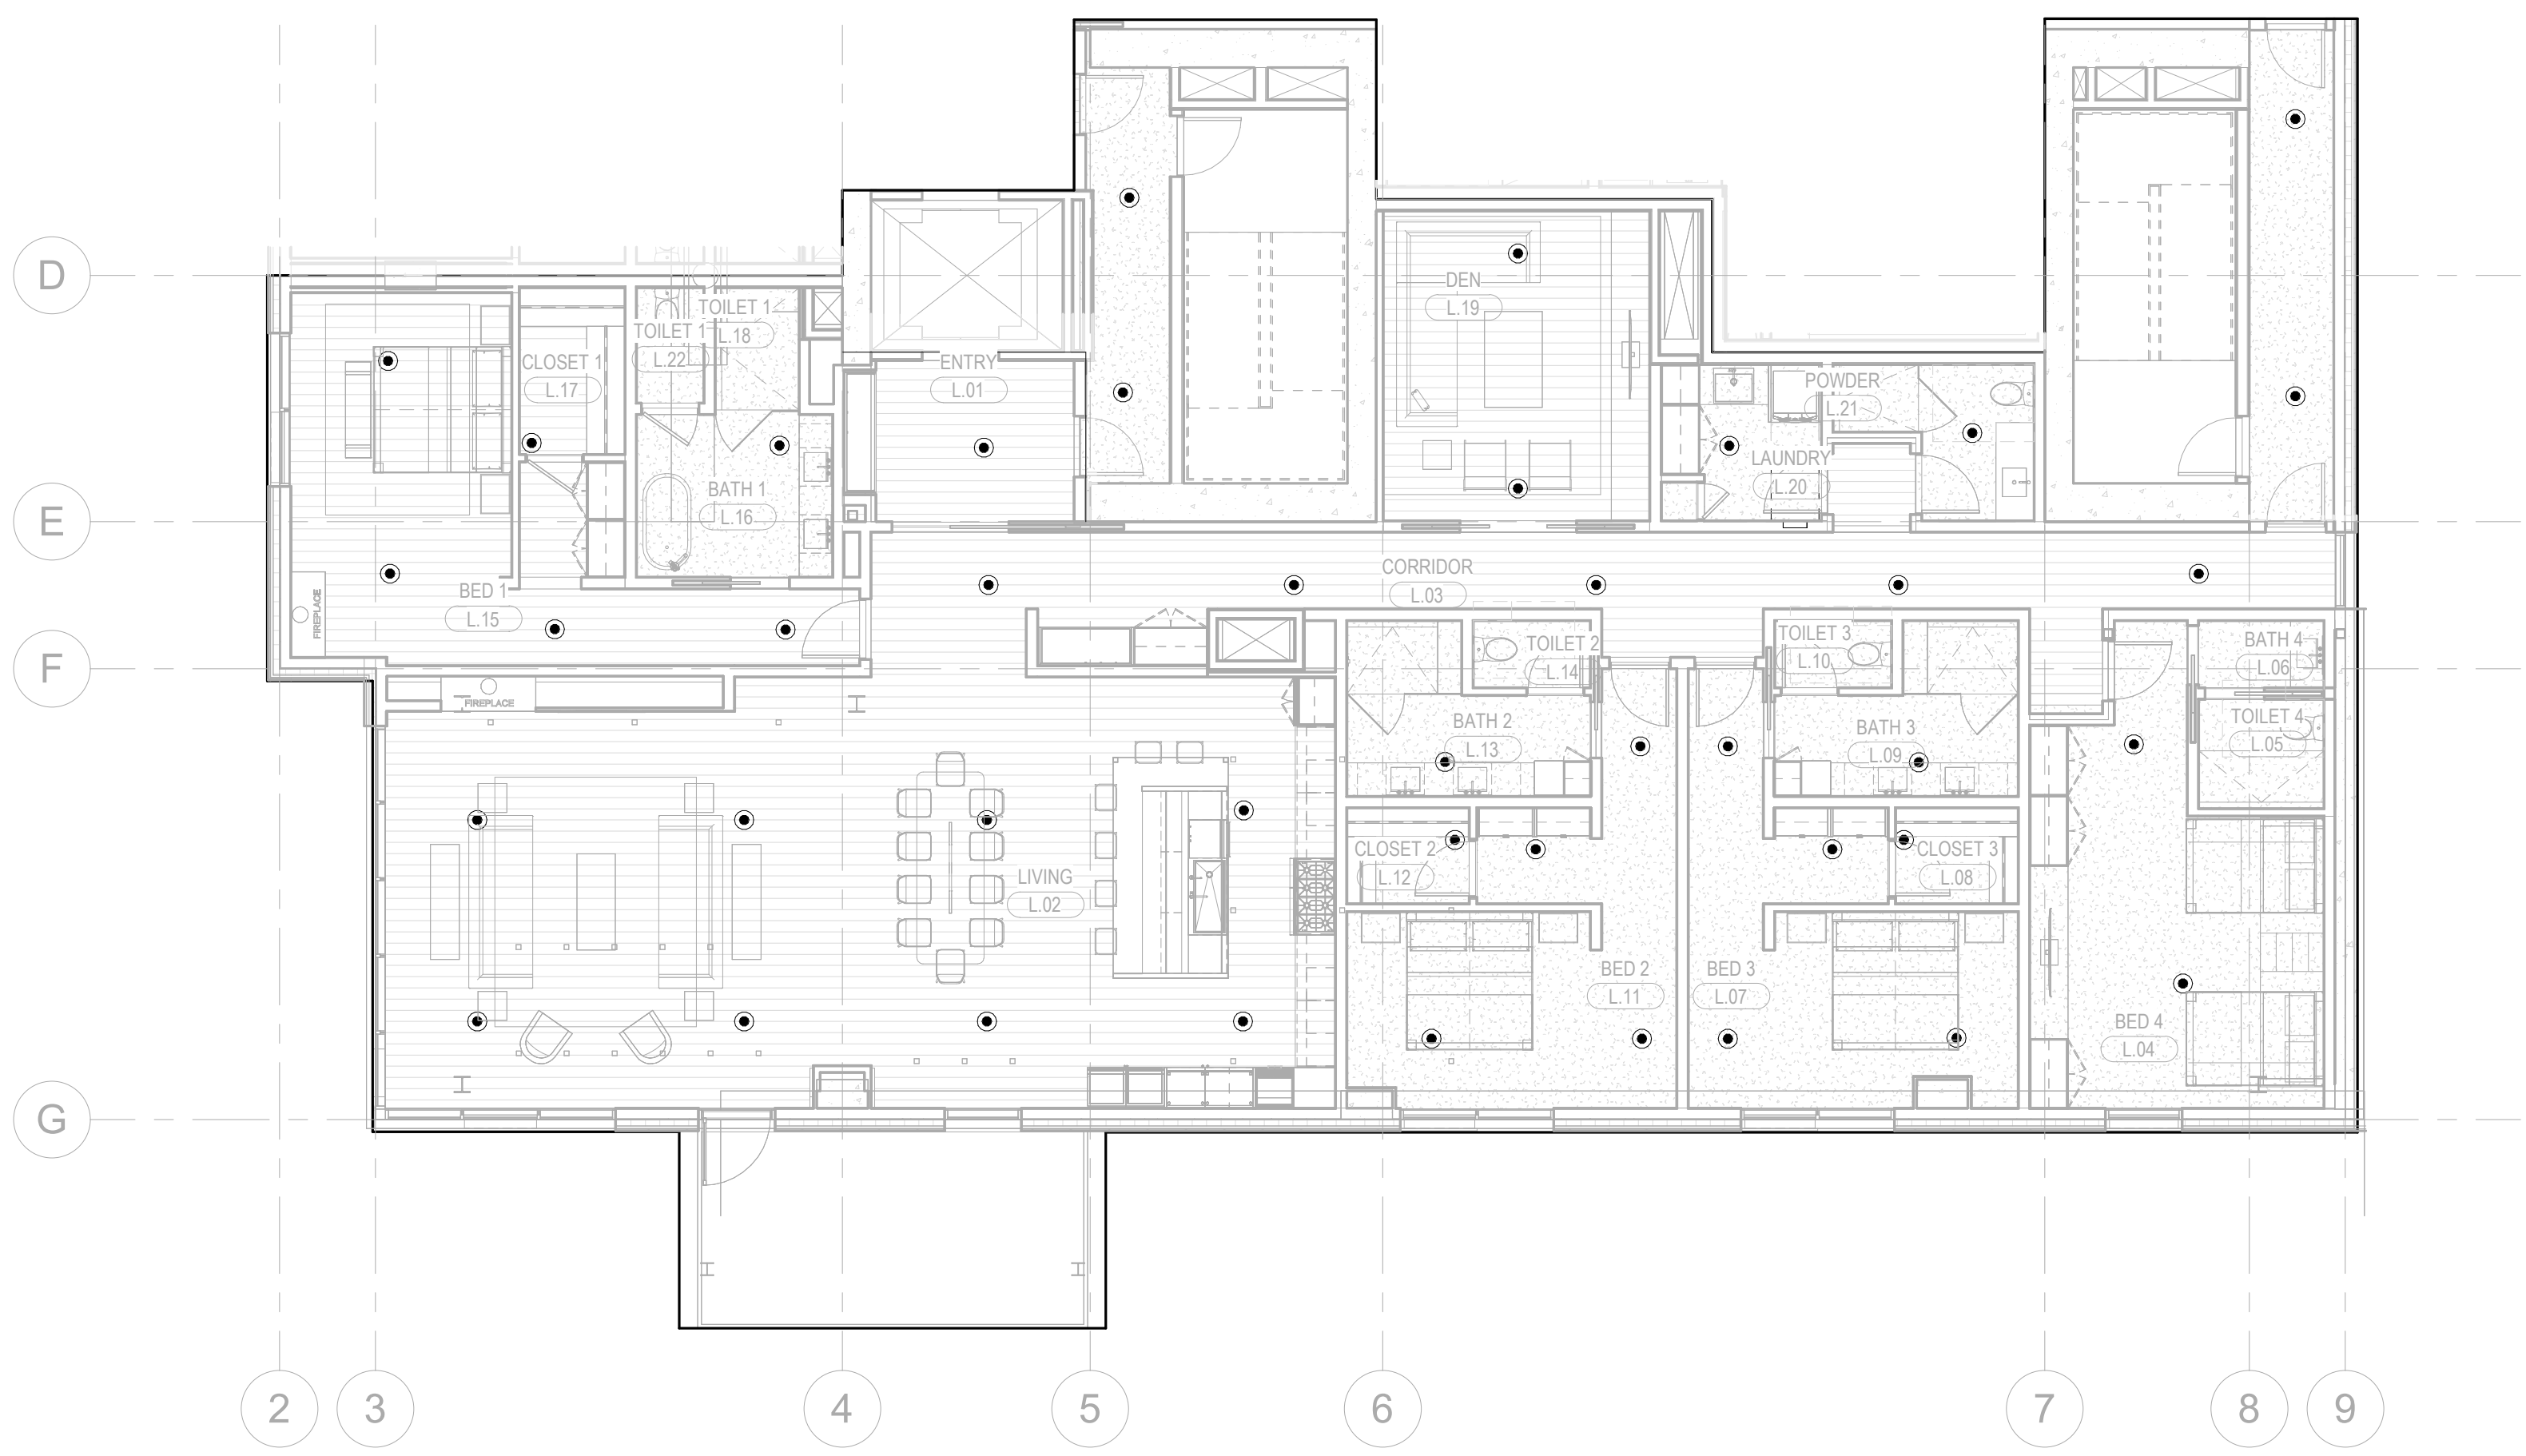 D
DEN
L.19
TOILET 1
L.18
TOILET 1
L.22
CLOSET 1
L.17
ENTRY
L.01
POWDER
L.21
LAUNDRY
L.20
BATH 1
L.16
E
CORRIDOR
L.03
BED 1
L.15
FIREPLACE
TOILET 2
L.14
TOILET 3
L.10
BATH 4
L.06
F
FIREPLACE
BATH 2
L.13
BATH 3
L.09
TOILET 4
L.05
CLOSET 2
L.12
CLOSET 3
L.08
LIVING
L.02
BED 2
L.11
BED 3
L.07
BED 4
L.04
G
2 3 4 5 6 7 8 9